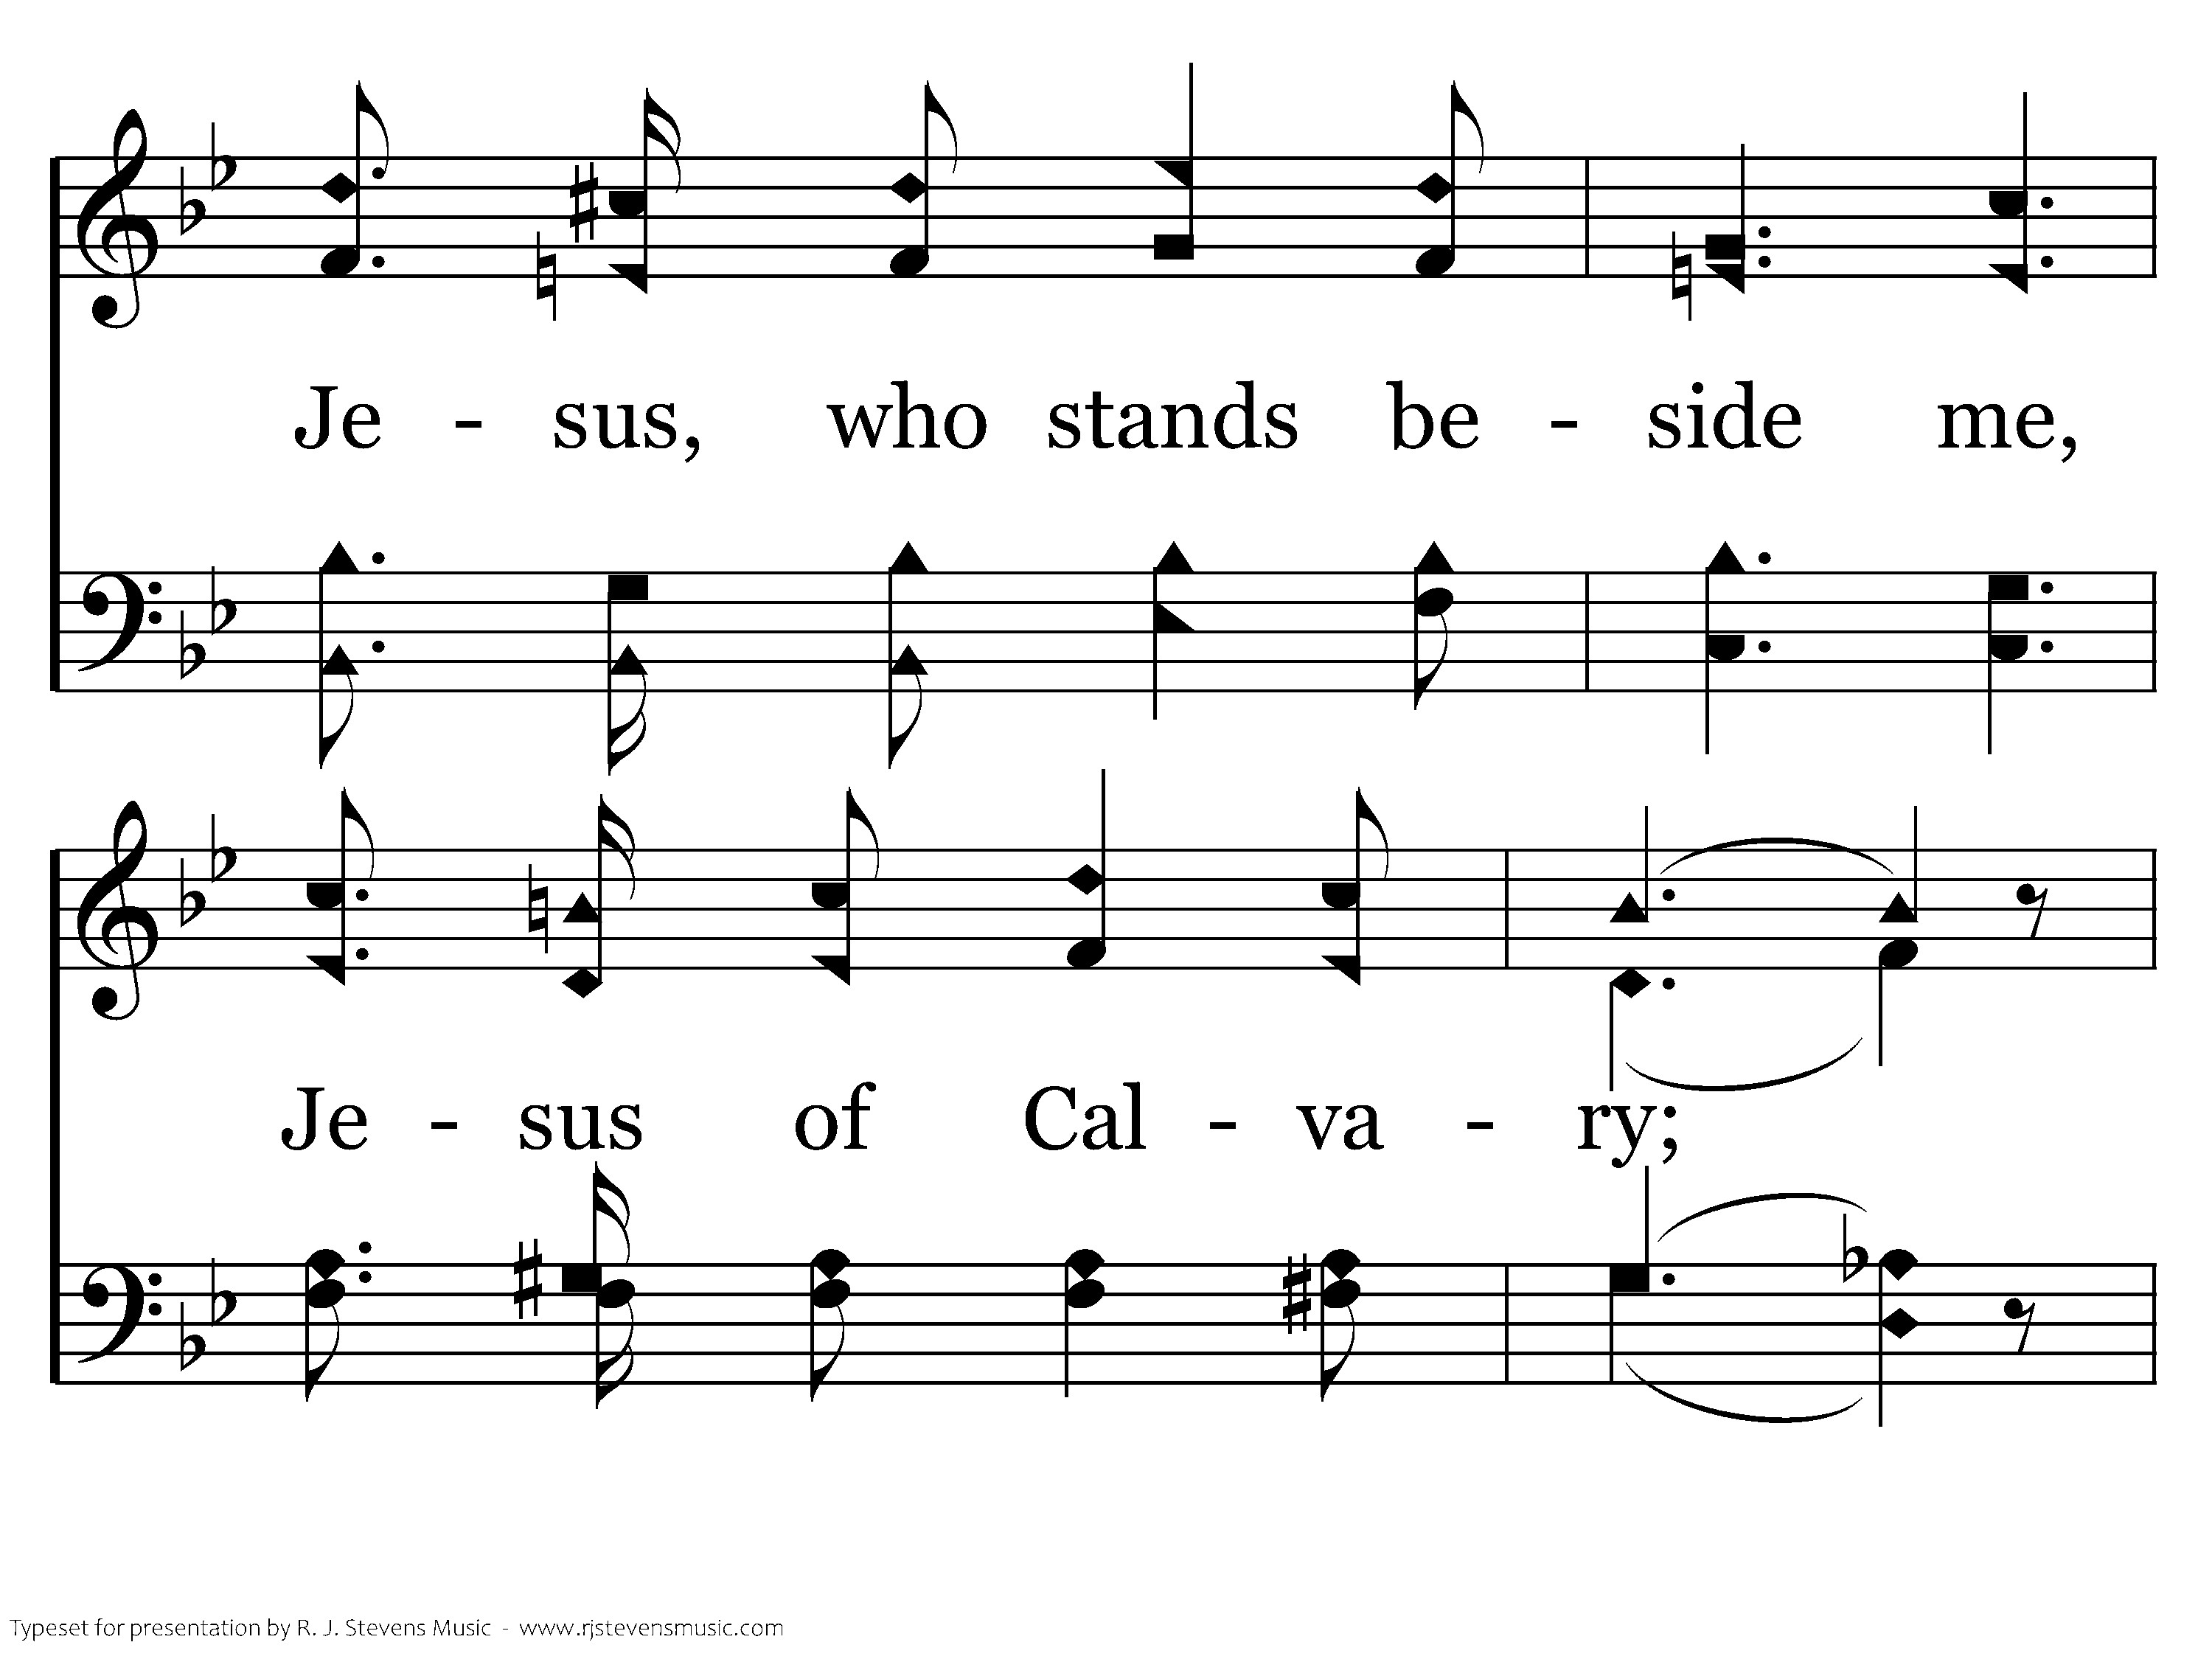 Je - sus, who stands be - side me,
Je - sus of Cal - va - ry;
Typeset for presentation by R. J. Stevens Music - www.rjstevensmusic.com